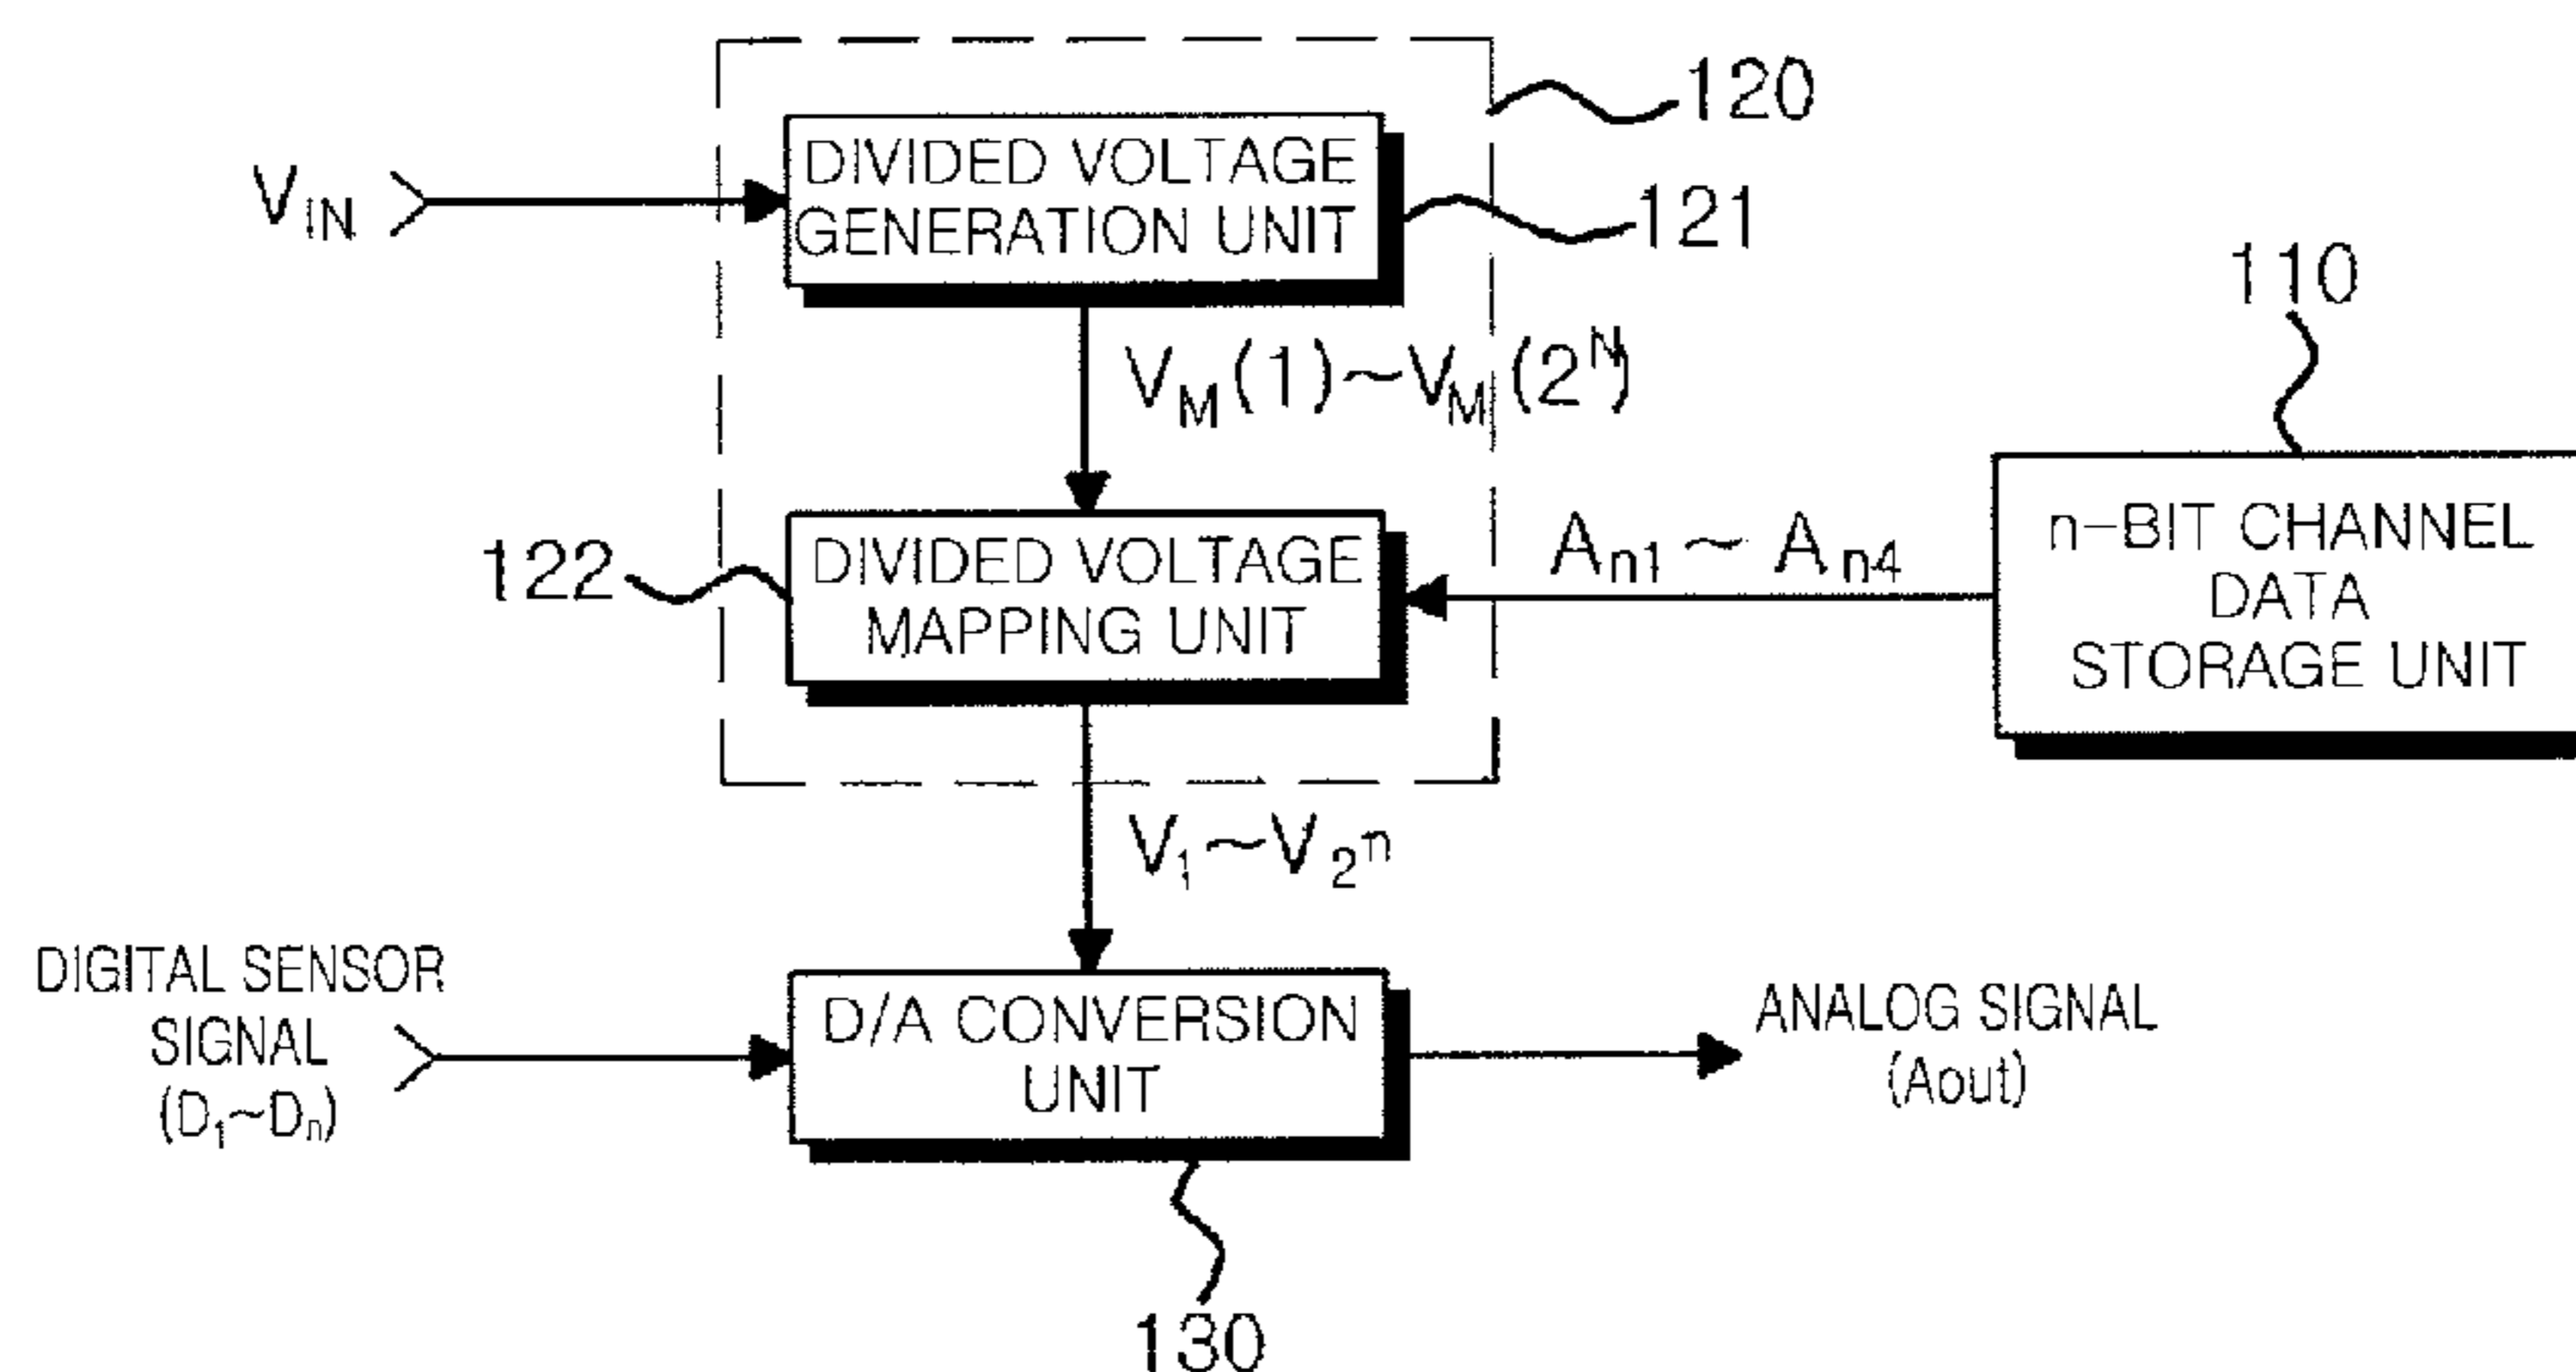 120
DIVIDED VOLTAGE
GENERATION UNIT
V_IN
121
110
V_M(1)~V_M(2^N)
n-BIT CHANNEL
DATA
STORAGE UNIT
A_n1 ~ A_n4
122
DIVIDED VOLTAGE
MAPPING UNIT
V_1~V_2^n
DIGITAL SENSOR
SIGNAL
(D_1~D_n)
D/A CONVERSION
UNIT
ANALOG SIGNAL
(Aout)
130